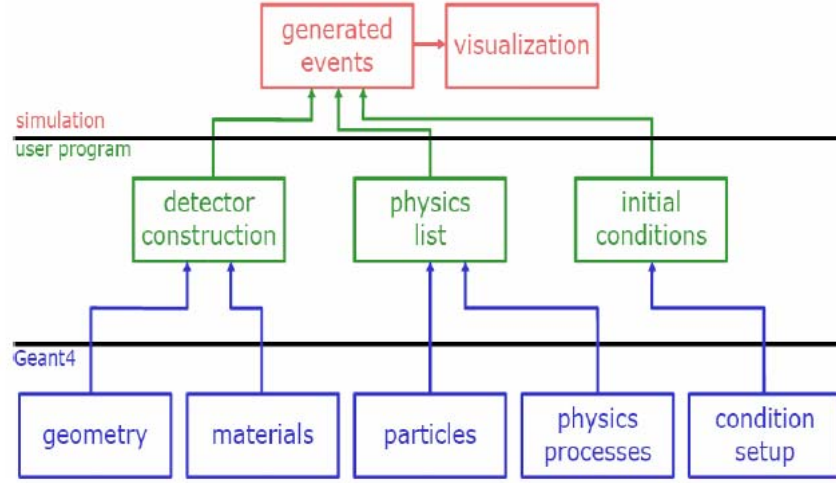 generated
events
visualization
simulation
user program
detector
construction
physics
list
initial
conditions
Geant4
geometry
materials
particles
physics
processes
condition
setup